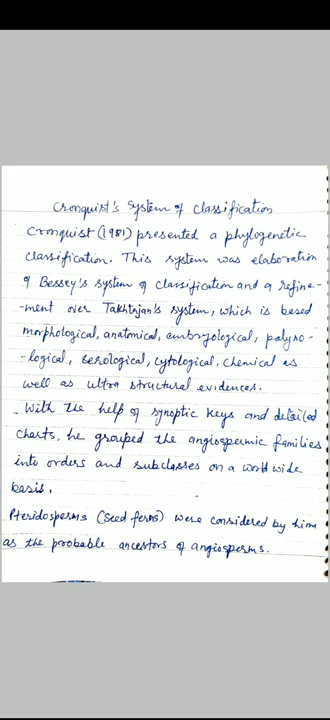 Cronquist's System of Classification
Cronquist (1981) presented a phylogenetic
classification. This system was elaboration
of Bessey's system of classification and a refine-
-ment over Takhtajan's system, which is based
morphological, anatomical, embryological, palyno-
-logical, serological, cytological, chemical as
well as ultra structural evidences.
With the help of synoptic keys and detailed
charts, he grouped the angiospermic families
into orders and subclasses on a world wide
basis.
Pteridosperms (seed ferns) were considered by him
as the probable ancestors of angiosperms.